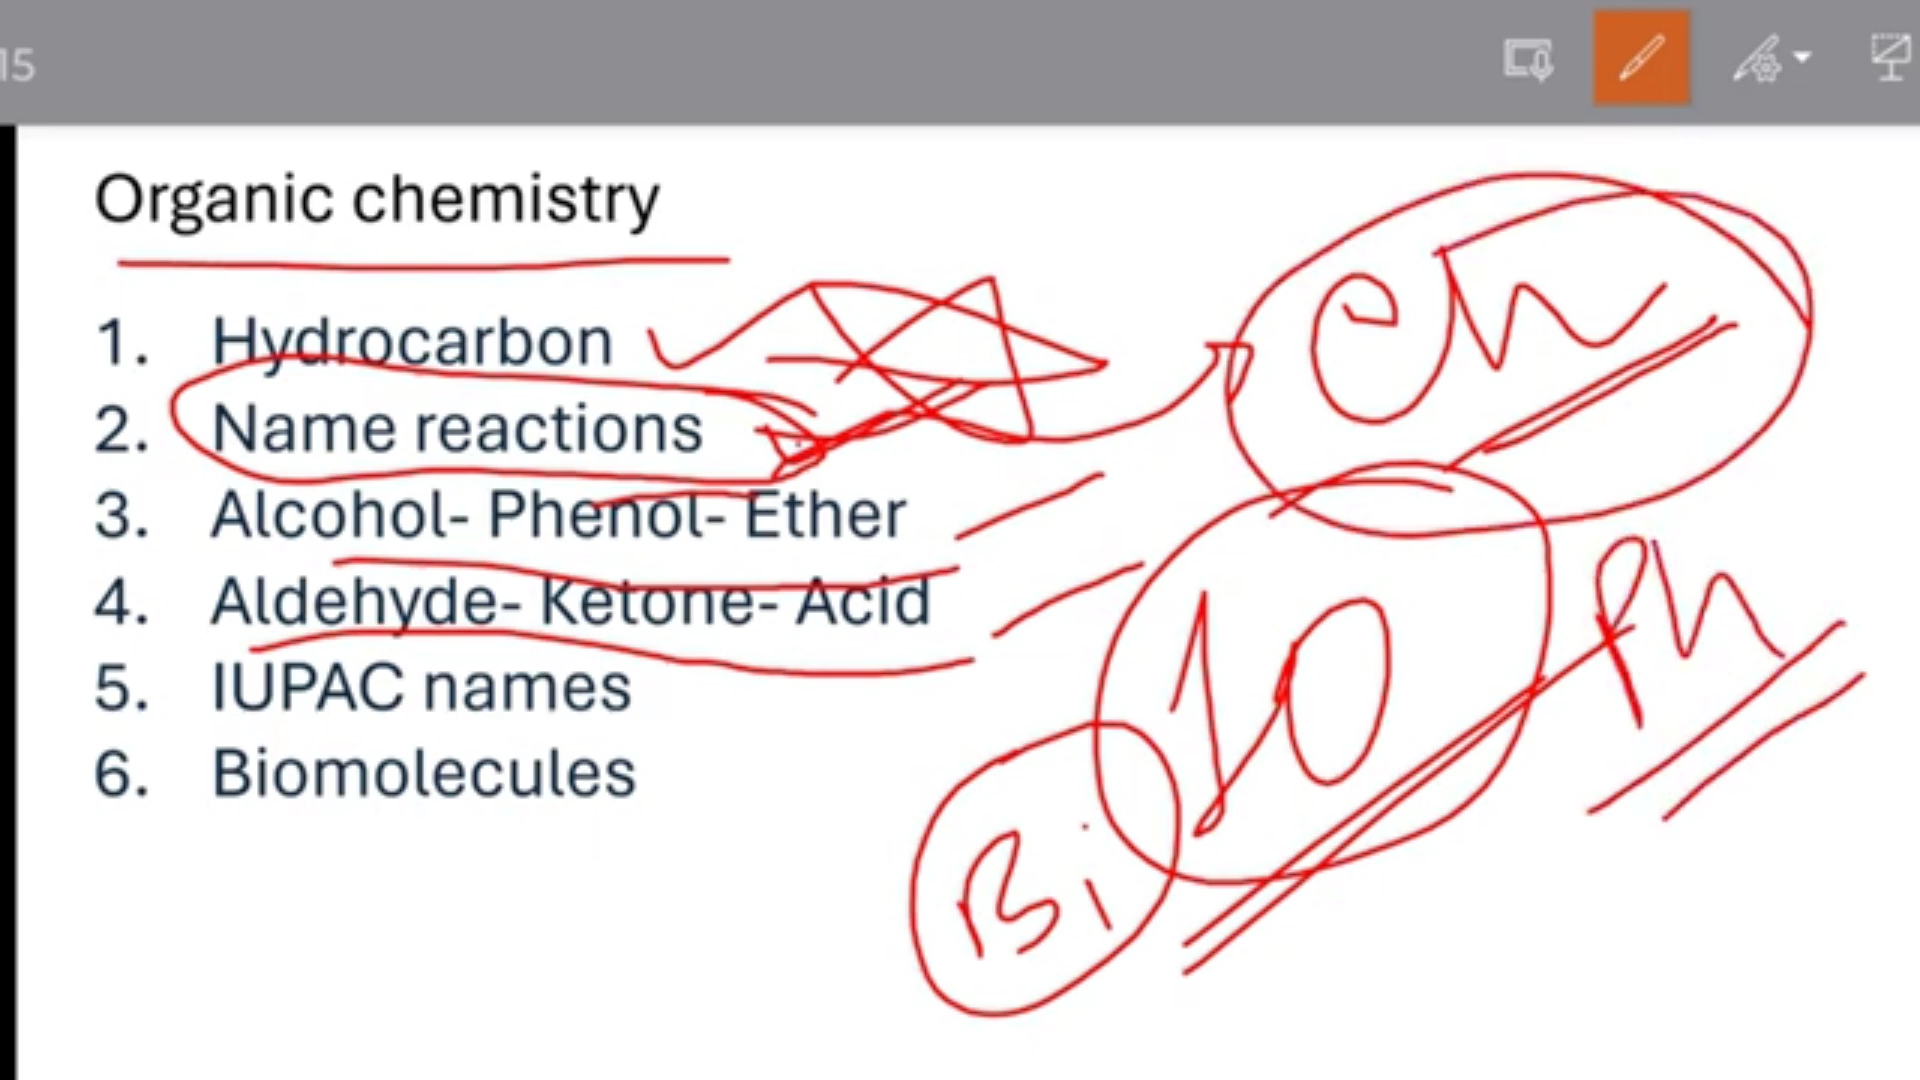 15
Organic chemistry
1. Hydrocarbon
2. Name reactions
3. Alcohol- Phenol- Ether
4. Aldehyde- Ketone- Acid
5. IUPAC names
6. Biomolecules
Ch
10
Ph
Bi